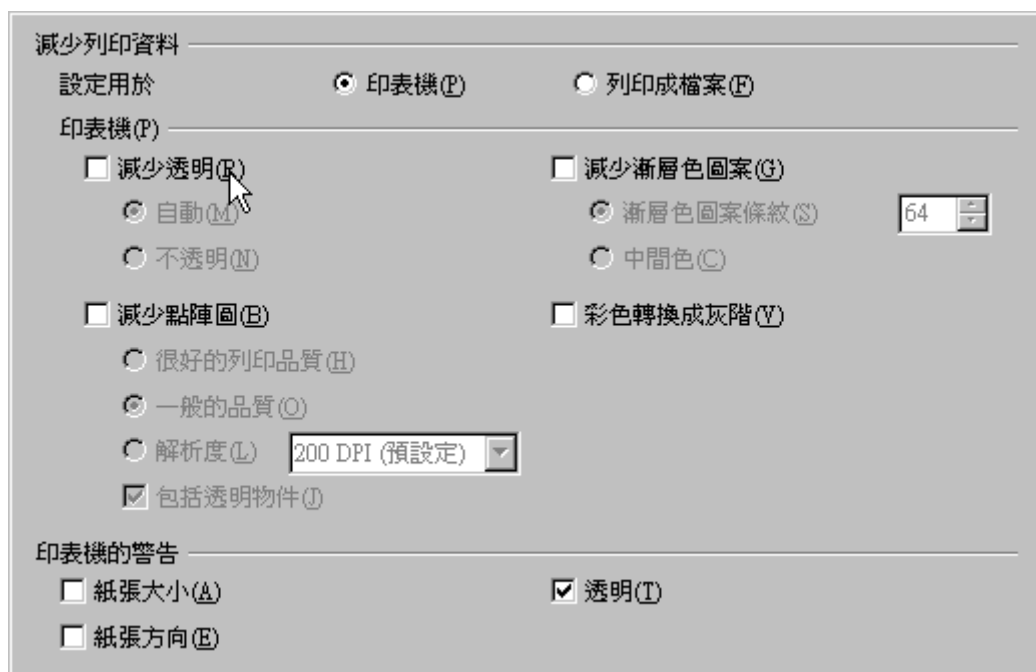 減少列印資料
設定用於 印表機(P) 列印成檔案(F)
印表機(P)
減少透明(R) 減少漸層色圖案(G)
自動(M) 漸層色圖案條紋(S) 64
不透明(N) 中間色(C)
減少點陣圖(B) 彩色轉換成灰階(V)
很好的列印品質(H)
一般的品質(O)
解析度(L) 200 DPI (預設定)
包括透明物件(J)
印表機的警告
紙張大小(A) 透明(T)
紙張方向(E)